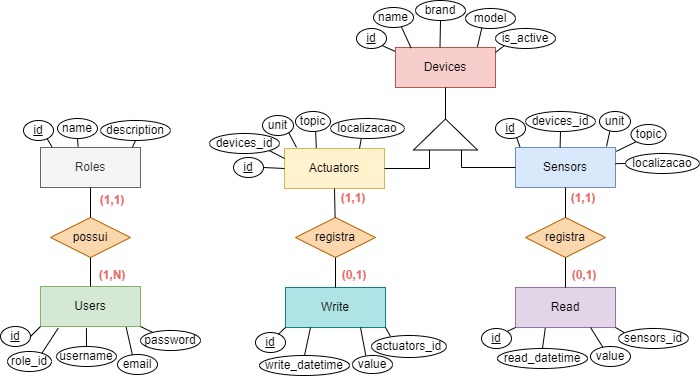 brand
name
model
id
is_active
Devices
id
name
description
Roles
(1,1)
possui
(1,N)
Users
id
role_id
username
email
password
unit
topic
localizacao
devices_id
id
Actuators
(1,1)
registra
(0,1)
Write
id
write_datetime
value
actuators_id
id
devices_id
unit
topic
localizacao
Sensors
(1,1)
registra
(0,1)
Read
id
read_datetime
value
sensors_id